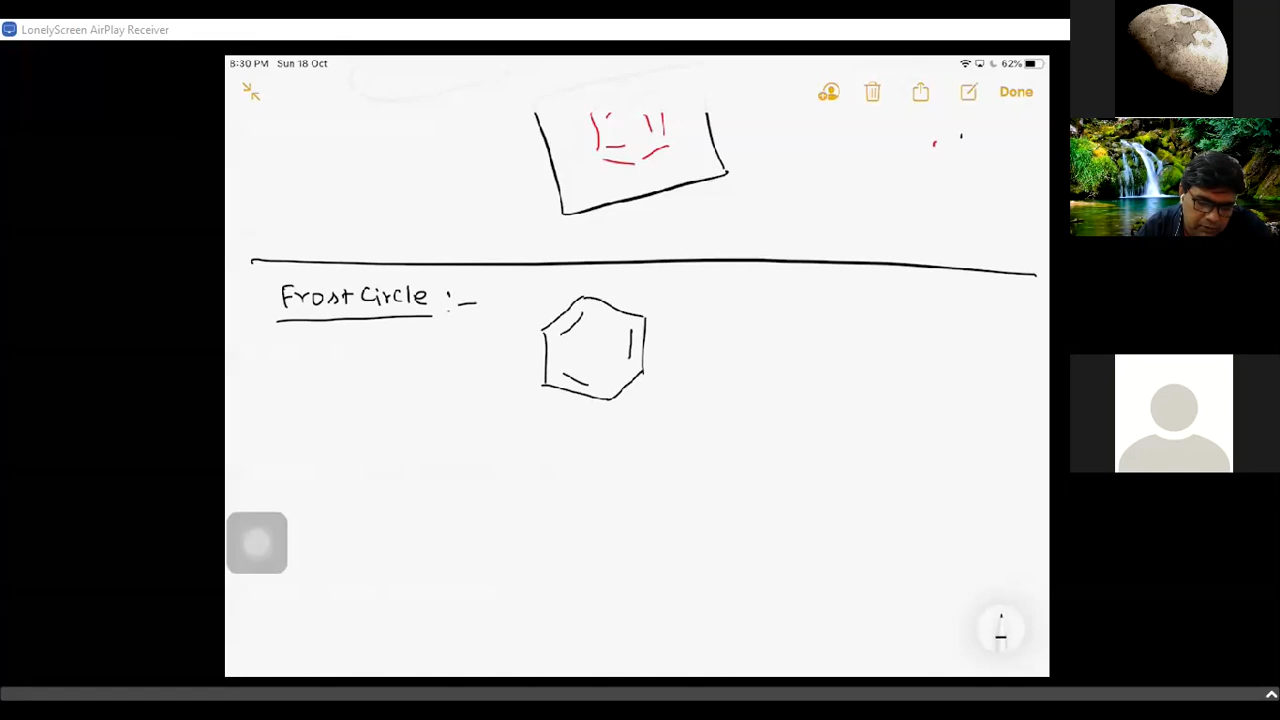 LonelyScreen AirPlay Receiver
8:30 PM Sun 18 Oct
62%
Done
Frost Circle :-